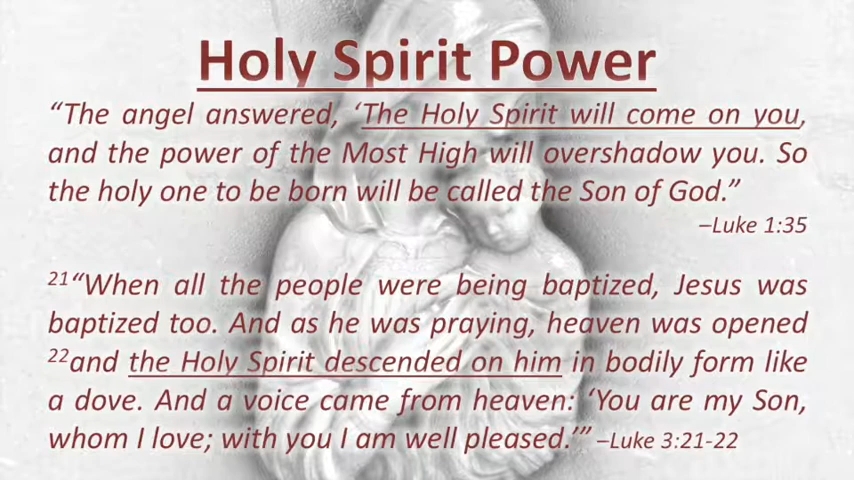 Holy Spirit Power
“The angel answered, ‘The Holy Spirit will come on you,
and the power of the Most High will overshadow you. So
the holy one to be born will be called the Son of God.”
–Luke 1:35
21“When all the people were being baptized, Jesus was
baptized too. And as he was praying, heaven was opened
22and the Holy Spirit descended on him in bodily form like
a dove. And a voice came from heaven: ‘You are my Son,
whom I love; with you I am well pleased.’” –Luke 3:21-22